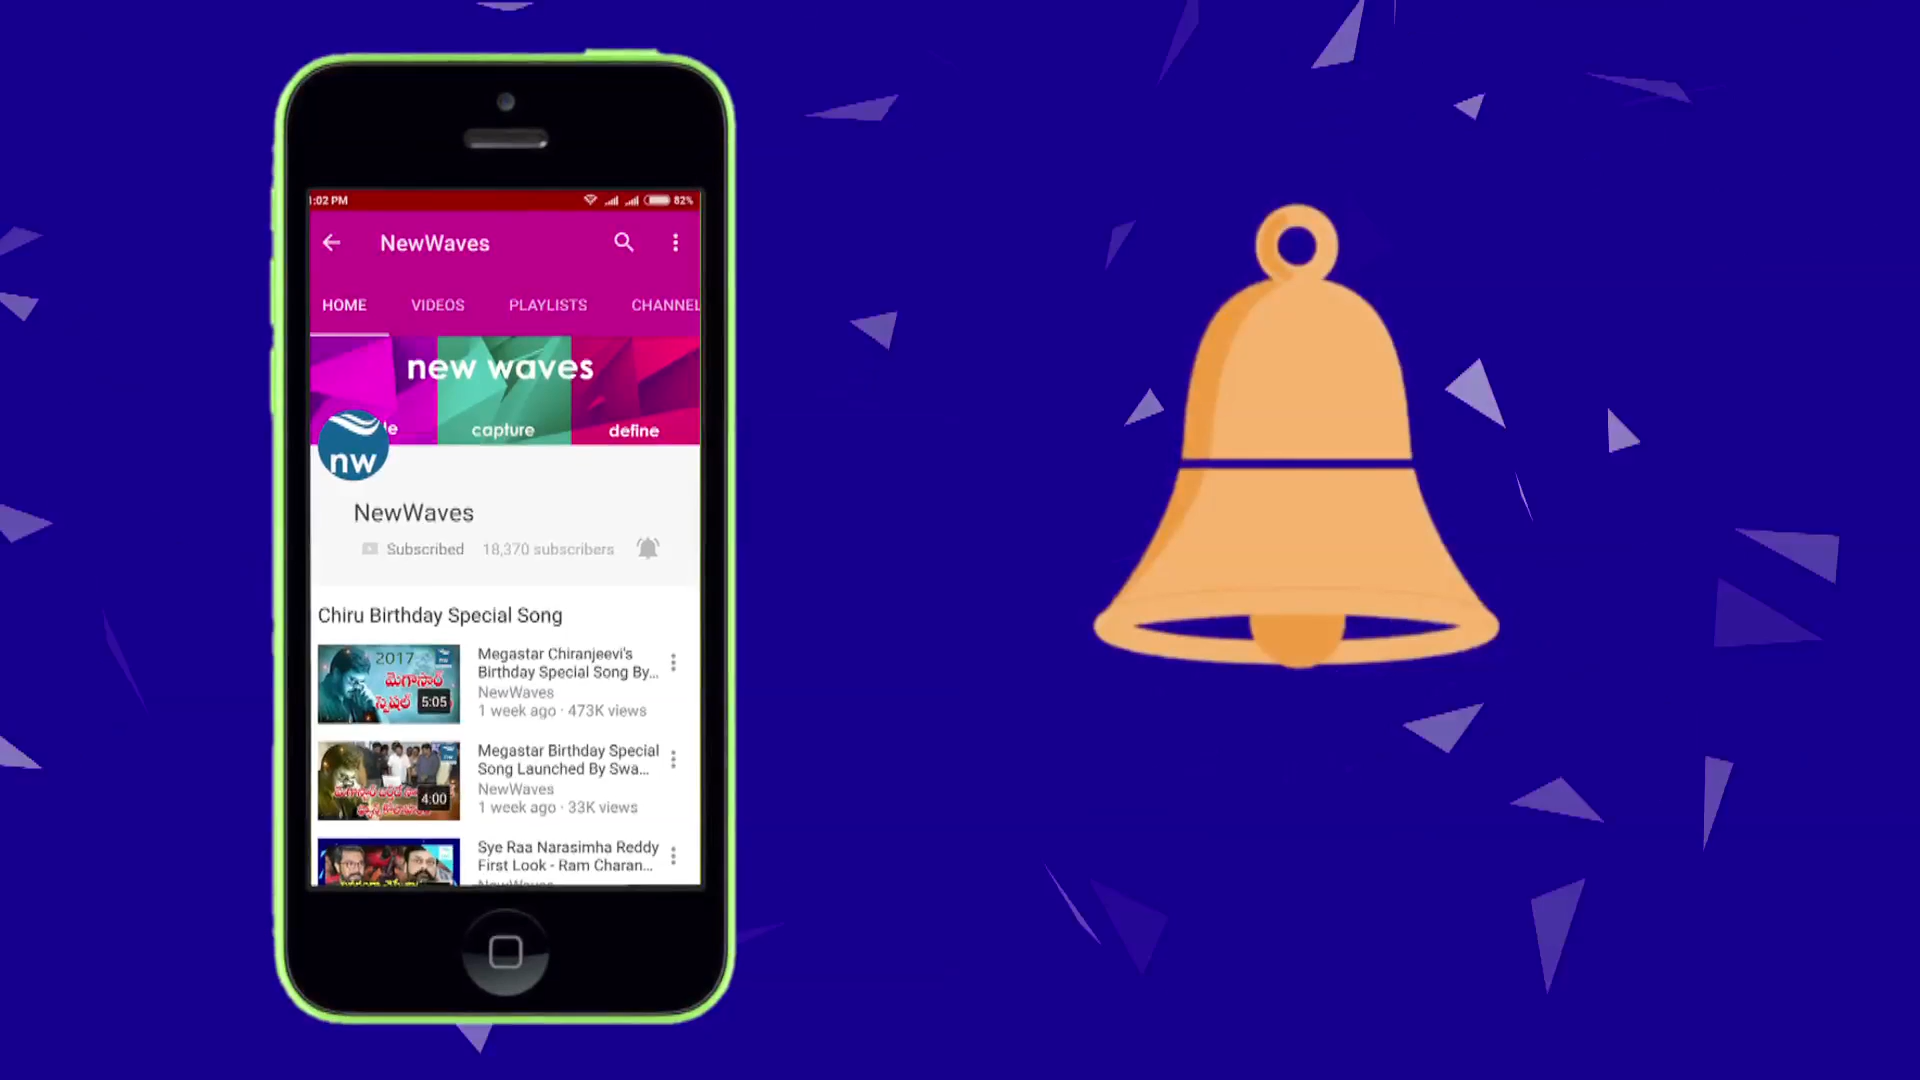 :02 PM
82%
NewWaves
HOME VIDEOS PLAYLISTS CHANNEL
new waves
capture define
nw
NewWaves
Subscribed 18,370 subscribers
Chiru Birthday Special Song
2017
మెగాస్టార్
స్పెషల్
5:05
Megastar Chiranjeevi's
Birthday Special Song By...
NewWaves
1 week ago · 473K views
4:00
Megastar Birthday Special
Song Launched By Swa...
NewWaves
1 week ago · 33K views
Sye Raa Narasimha Reddy
First Look - Ram Charan...
NewWaves